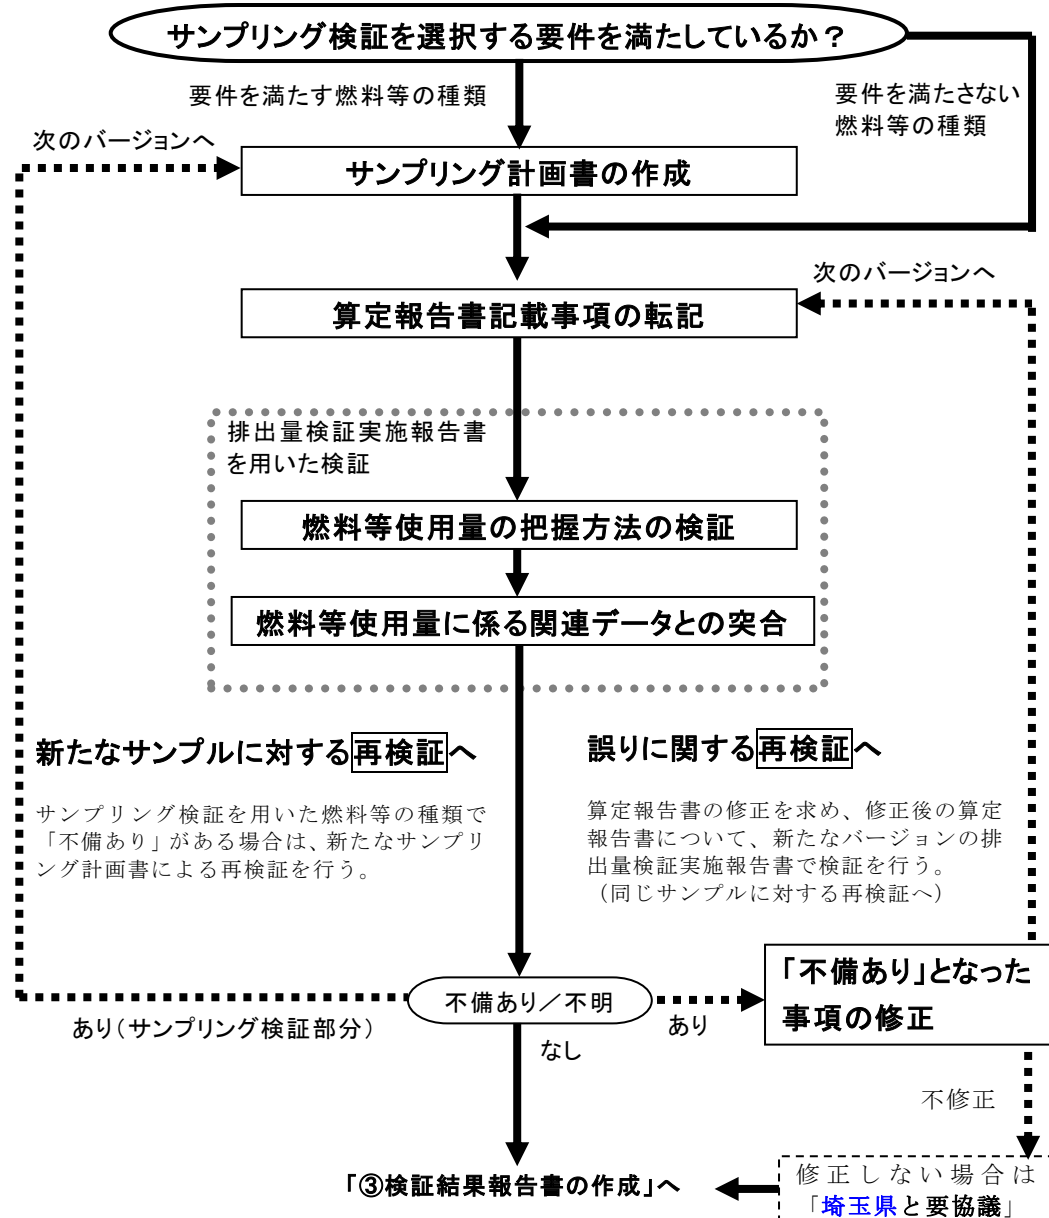 サンプリング検証を選択する要件を満たしているか？
要件を満たす燃料等の種類
要件を満たさない
燃料等の種類
次のバージョンへ
サンプリング計画書の作成
次のバージョンへ
算定報告書記載事項の転記
排出量検証実施報告書
を用いた検証
燃料等使用量の把握方法の検証
燃料等使用量に係る関連データとの突合
新たなサンプルに対する再検証へ
サンプリング検証を用いた燃料等の種類で
「不備あり」がある場合は、新たなサンプリ
ング計画書による再検証を行う。
誤りに関する再検証へ
算定報告書の修正を求め、修正後の算定
報告書について、新たなバージョンの排
出量検証実施報告書で検証を行う。
（同じサンプルに対する再検証へ）
不備あり／不明
あり（サンプリング検証部分）
あり
なし
「不備あり」となった
事項の修正
不修正
修正しない場合は
「埼玉県と要協議」
「③検証結果報告書の作成」へ